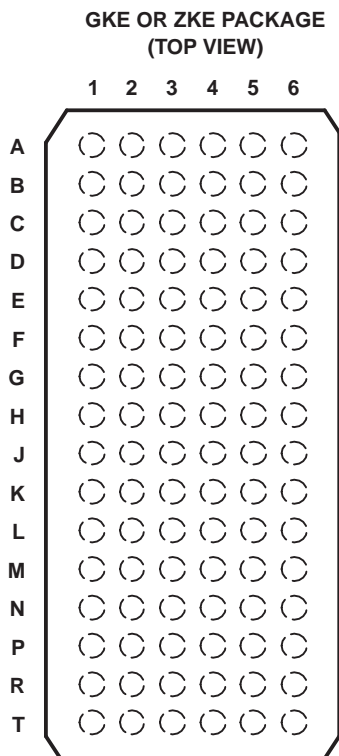 GKE OR ZKE PACKAGE
(TOP VIEW)
1 2 3 4 5 6
A
B
C
D
E
F
G
H
J
K
L
M
N
P
R
T